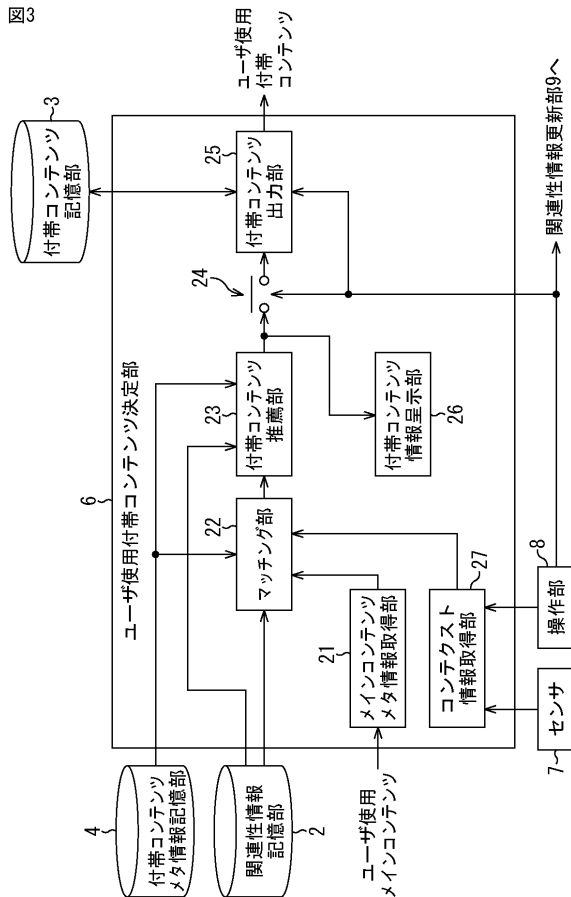 図3
付帯コンテンツ
記憶部
3
ユーザ使用
付帯
コンテンツ
6
ユーザ使用付帯コンテンツ決定部
25
付帯コンテンツ
出力部
24
23
付帯コンテンツ
推薦部
付帯コンテンツ
情報呈示部
26
22
マッチング部
21
メインコンテンツ
メタ情報取得部
27
コンテクスト
情報取得部
4
付帯コンテンツ
メタ情報記憶部
関連性情報
記憶部
2
ユーザ使用
メインコンテンツ
7
センサ
8
操作部
関連性情報更新部9へ